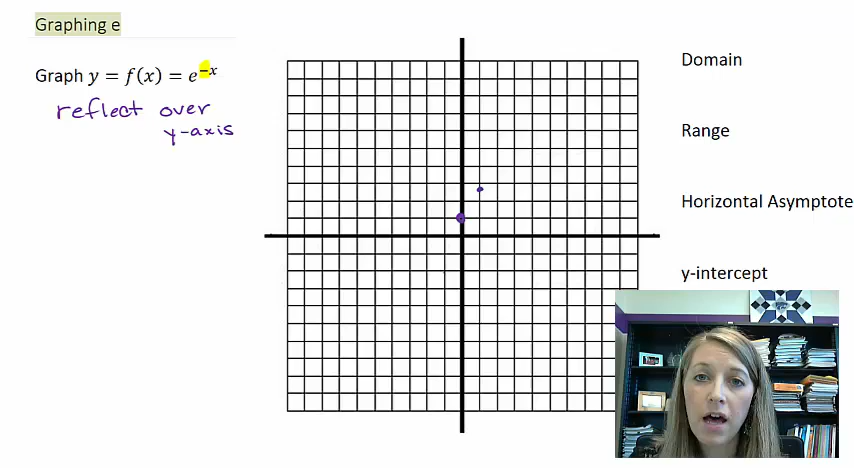 Graphing e
Graph y = f(x) = e⁻ˣ
reflect over
y-axis
Domain
Range
Horizontal Asymptote
y-intercept